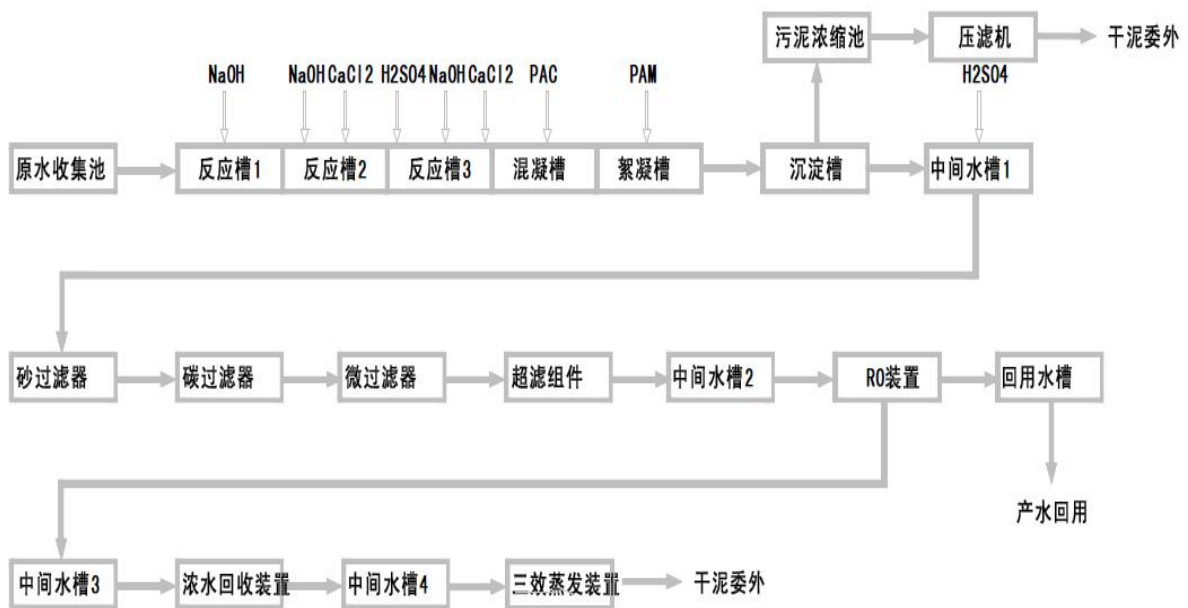 污泥浓缩池 压滤机 干泥委外
NaOH NaOH CaCl2 H2SO4 NaOH CaCl2 PAC PAM H2SO4
原水收集池 反应槽1 反应槽2 反应槽3 混凝槽 絮凝槽 沉淀槽 中间水槽1
砂过滤器 碳过滤器 微过滤器 超滤组件 中间水槽2 RO装置 回用水槽
产水回用
中间水槽3 浓水回收装置 中间水槽4 三效蒸发装置 干泥委外